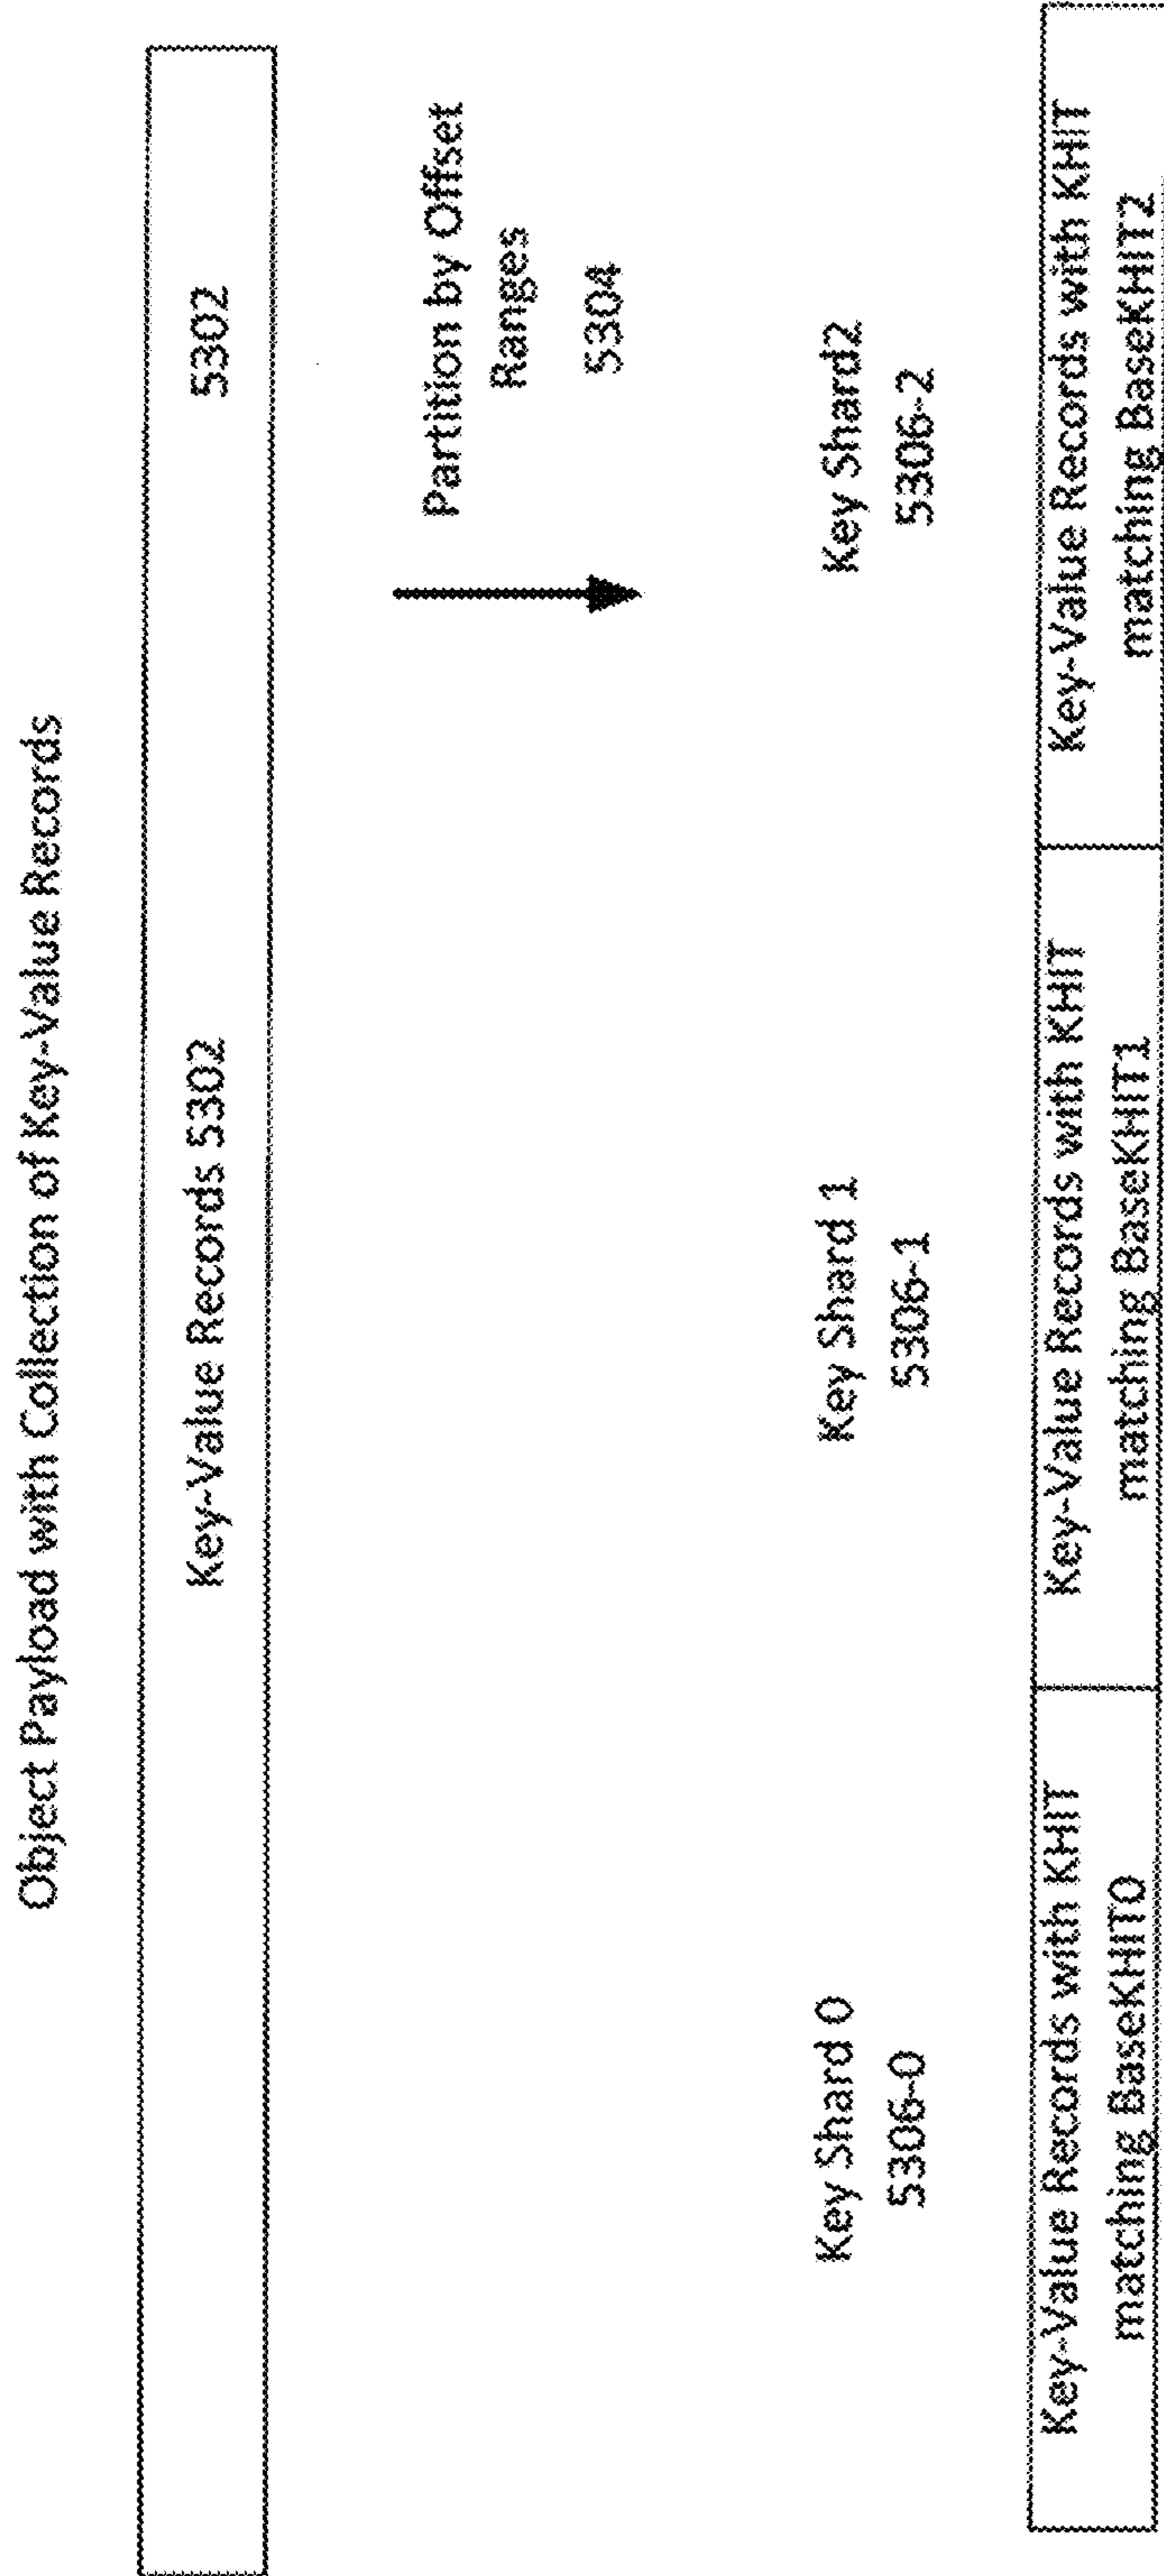 Object Payload with Collection of Key-Value Records
Key-Value Records 5302
5302
Partition by Offset
Ranges
5304
Key Shard 0
5306-0
Key Shard 1
5306-1
Key Shard2
5306-2
Key-Value Records with KHIT
matching BaseKHIT0
Key-Value Records with KHIT
matching BaseKHIT1
Key-Value Records with KHIT
matching BaseKHIT2